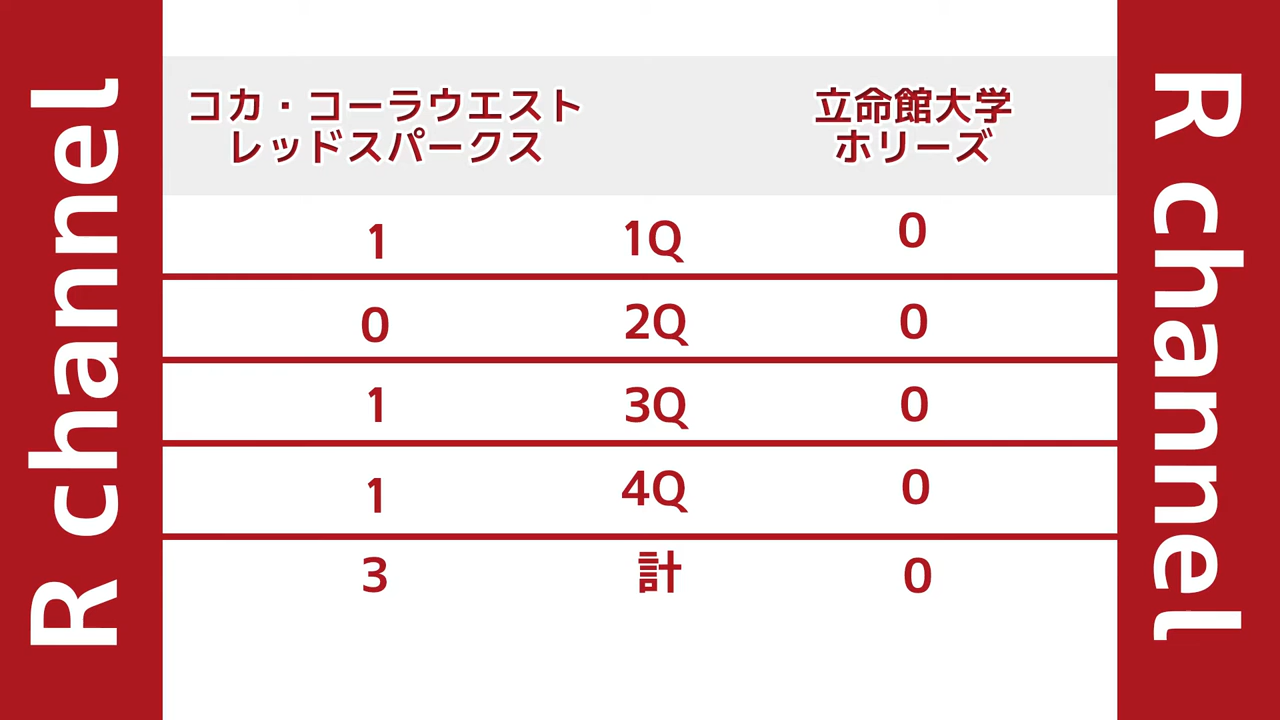 R channel
コカ・コーラウエスト
レッドスパークス
立命館大学
ホリーズ
1 1Q 0
0 2Q 0
1 3Q 0
1 4Q 0
3 計 0
R channel